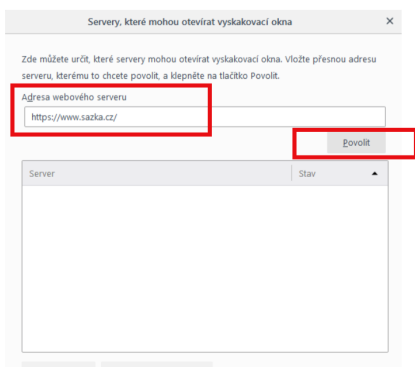 Servery, které mohou otevírat vyskakovací okna
Zde můžete určit, které servery mohou otevírat vyskakovací okna. Vložte přesnou adresu
serveru, kterému to chcete povolit, a klepněte na tlačítko Povolit.
Adresa webového serveru
https://www.sazka.cz/
Povolit
Server Stav